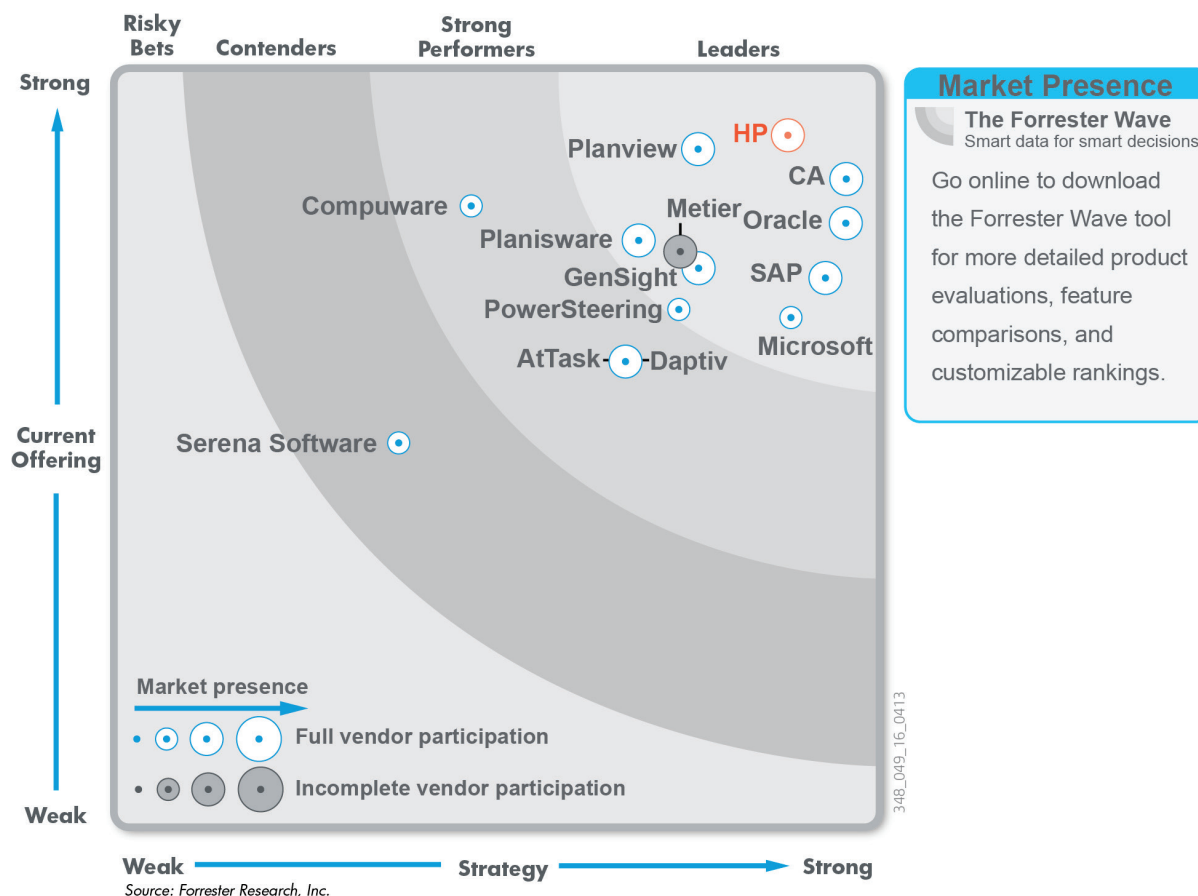 Risky
Bets
Contenders
Strong
Performers
Leaders
Strong
Current
Offering
Weak
HP
Planview
CA
Compuware
Metier
Oracle
Planisware
GenSight
SAP
PowerSteering
Microsoft
AtTask
Daptiv
Serena Software
Market presence
Full vendor participation
Incomplete vendor participation
348_049_16_0413
Weak
Strategy
Strong
Source: Forrester Research, Inc.
Market Presence
The Forrester Wave
Smart data for smart decisions
Go online to download
the Forrester Wave tool
for more detailed product
evaluations, feature
comparisons, and
customizable rankings.